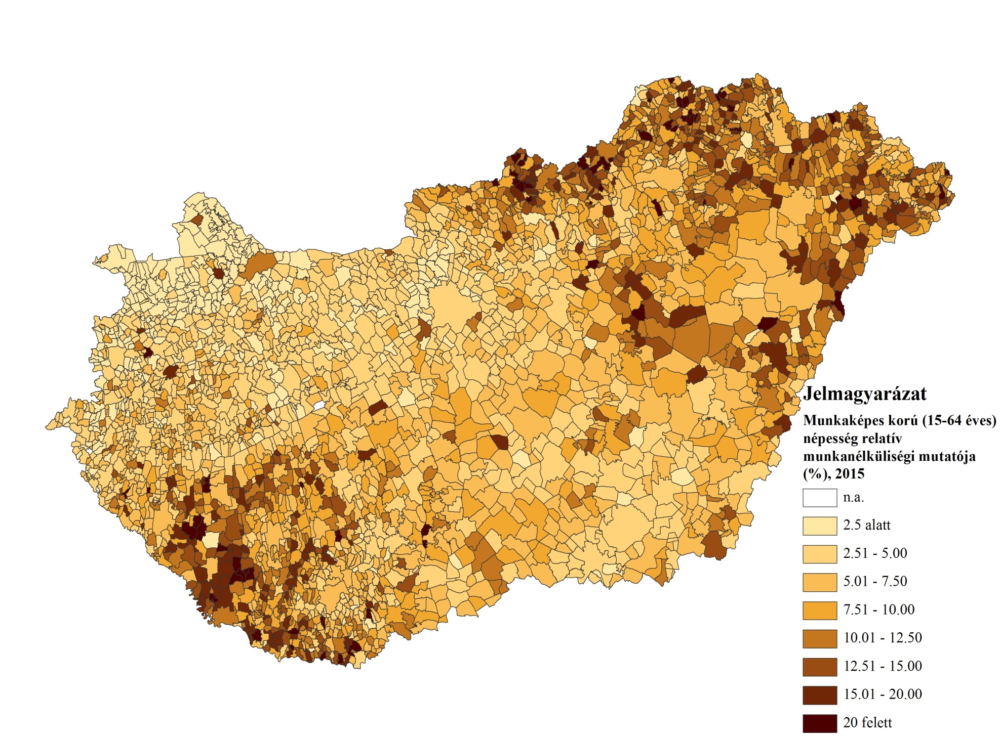 Jelmagyarázat
Munkaképes korú (15-64 éves)
népesség relatív
munkanélküliségi mutatója
(%), 2015
n.a.
2.5 alatt
2.51 - 5.00
5.01 - 7.50
7.51 - 10.00
10.01 - 12.50
12.51 - 15.00
15.01 - 20.00
20 felett